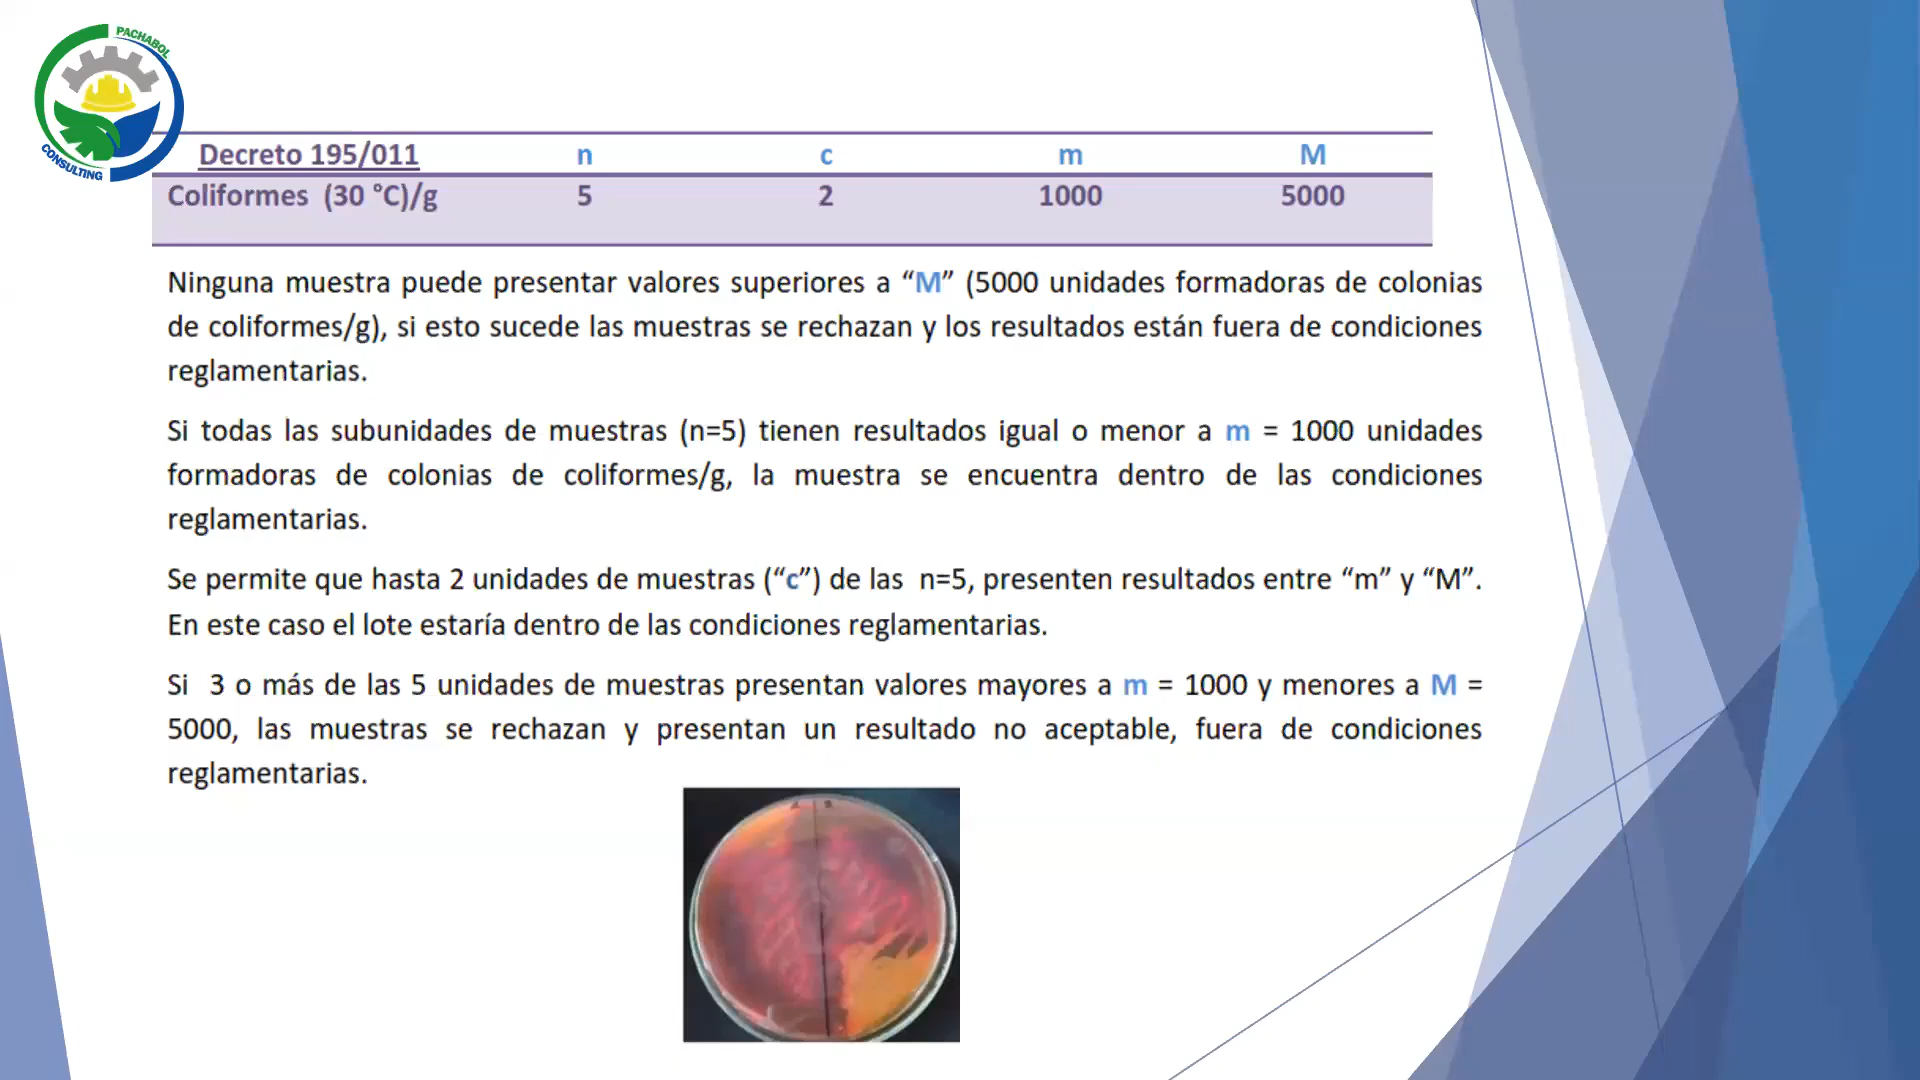 PACHABOL
CONSULTING
Decreto 195/011 n c m M
Coliformes (30 °C)/g 5 2 1000 5000
Ninguna muestra puede presentar valores superiores a “M” (5000 unidades formadoras de colonias
de coliformes/g), si esto sucede las muestras se rechazan y los resultados están fuera de condiciones
reglamentarias.
Si todas las subunidades de muestras (n=5) tienen resultados igual o menor a m = 1000 unidades
formadoras de colonias de coliformes/g, la muestra se encuentra dentro de las condiciones
reglamentarias.
Se permite que hasta 2 unidades de muestras (“c”) de las n=5, presenten resultados entre “m” y “M”.
En este caso el lote estaría dentro de las condiciones reglamentarias.
Si 3 o más de las 5 unidades de muestras presentan valores mayores a m = 1000 y menores a M =
5000, las muestras se rechazan y presentan un resultado no aceptable, fuera de condiciones
reglamentarias.